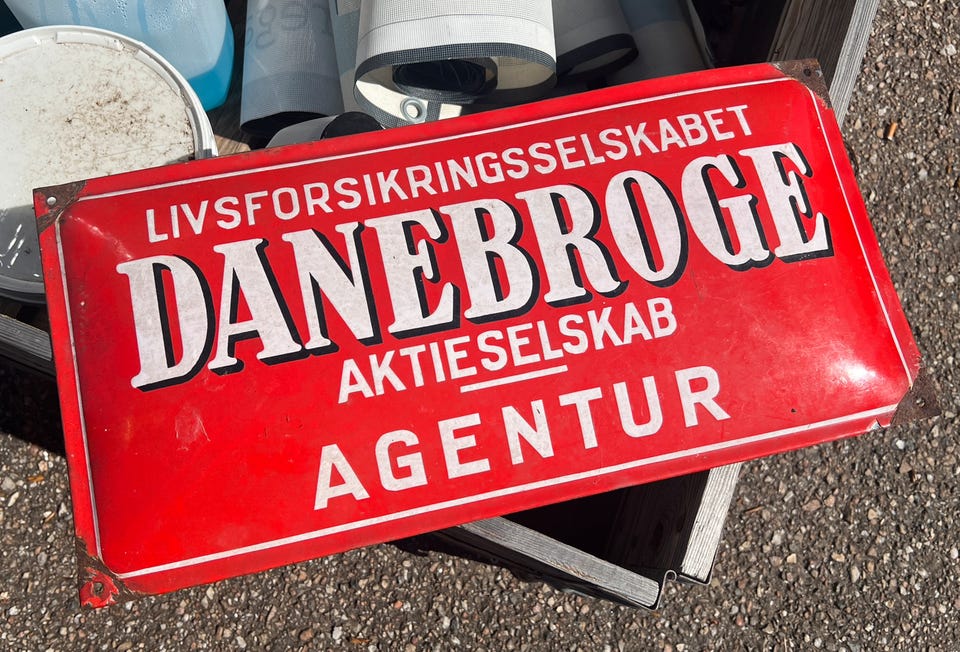 LIVSFORSIKRINGSSELSKABET
DANEBROGE
AKTIESELSKAB
AGENTUR